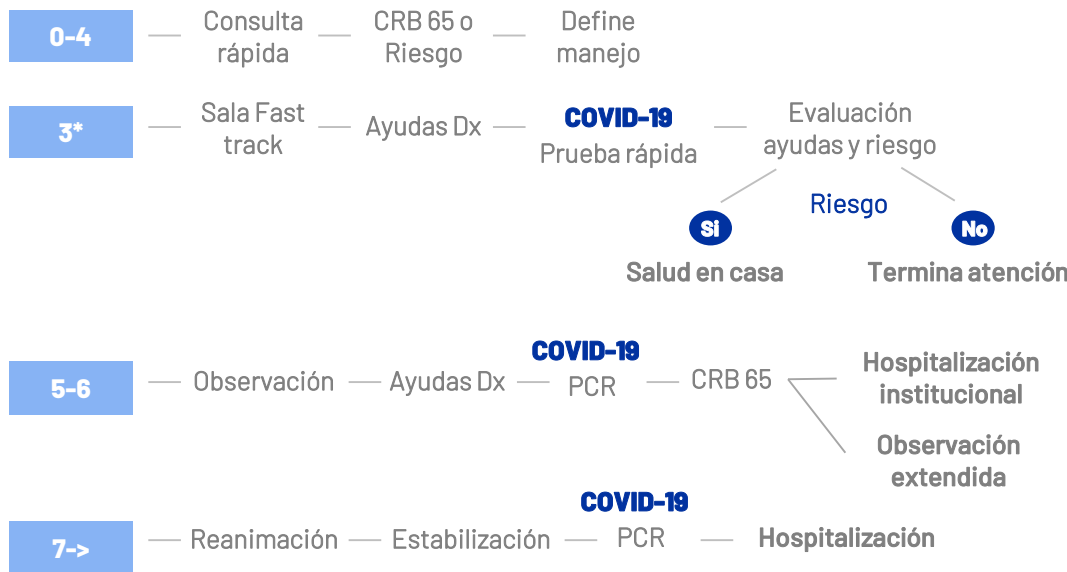 0-4
Consulta
rápida
CRB 65 o
Riesgo
Define
manejo
3*
Sala Fast
track
Ayudas Dx
COVID-19
Prueba rápida
Evaluación
ayudas y riesgo
Riesgo
Si
No
Salud en casa
Termina atención
5-6
Observación
Ayudas Dx
COVID-19
PCR
CRB 65
Hospitalización
institucional
Observación
extendida
7->
Reanimación
Estabilización
COVID-19
PCR
Hospitalización